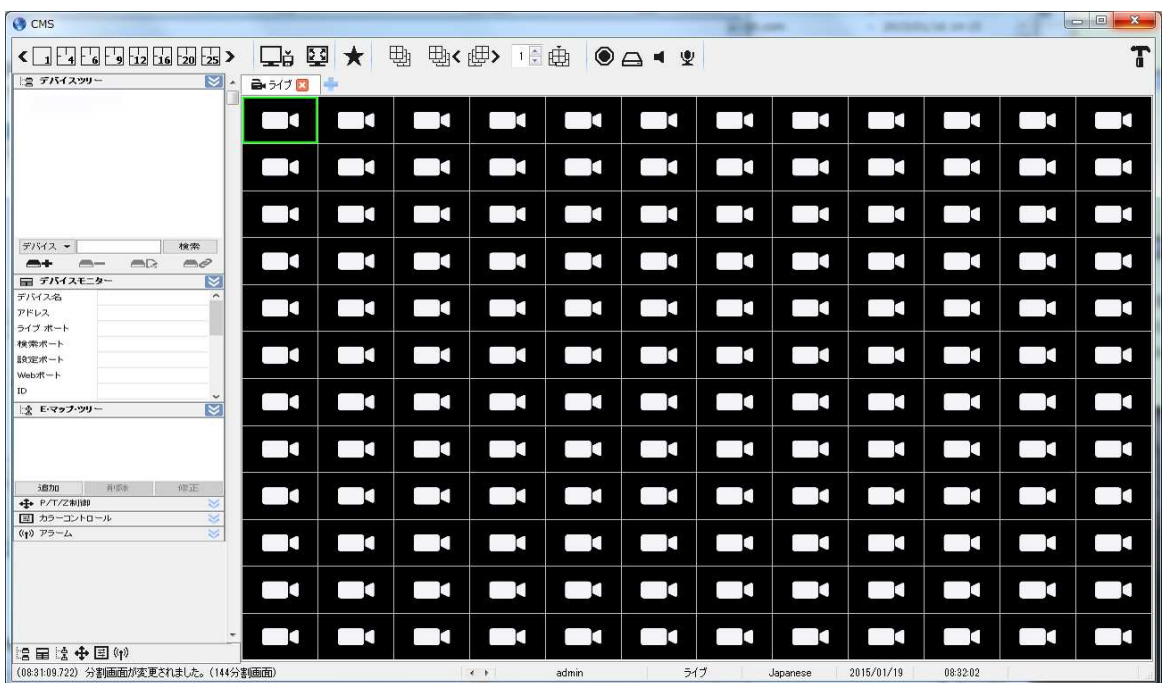 CMS
1 4 6 9 12 16 20 25
1
デバイスツリー
ライブ
デバイス
検索
デバイスモニター
デバイス名
アドレス
ライブ ポート
検索ポート
設定ポート
Webポート
ID
E・マップ・ツリー
追加 削除 修正
P/T/Z制御
カラーコントロール
アラーム
(08:31:09.722) 分割画面が変更されました。(144分割画面)
admin
ライブ
Japanese
2015/01/19
08:32:02